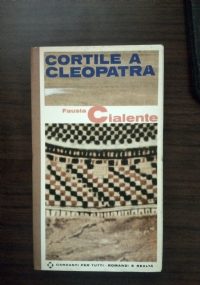 CORTILE A
CLEOPATRA
Fausta
Cialente
GARZANTI PER TUTTI: ROMANZI E REALTÀ